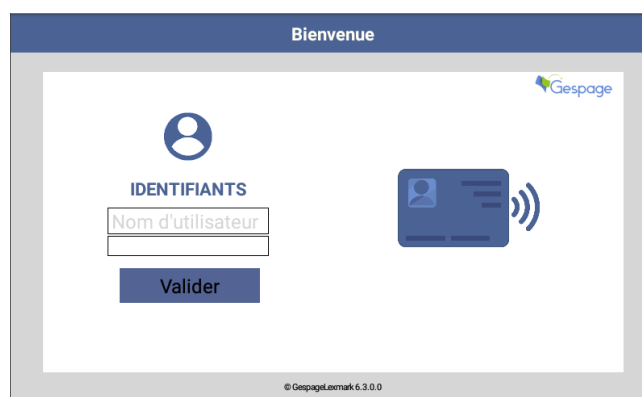 Bienvenue
Gespage
IDENTIFIANTS
Nom d'utilisateur
Valider
© GespageLexmark 6.3.0.0